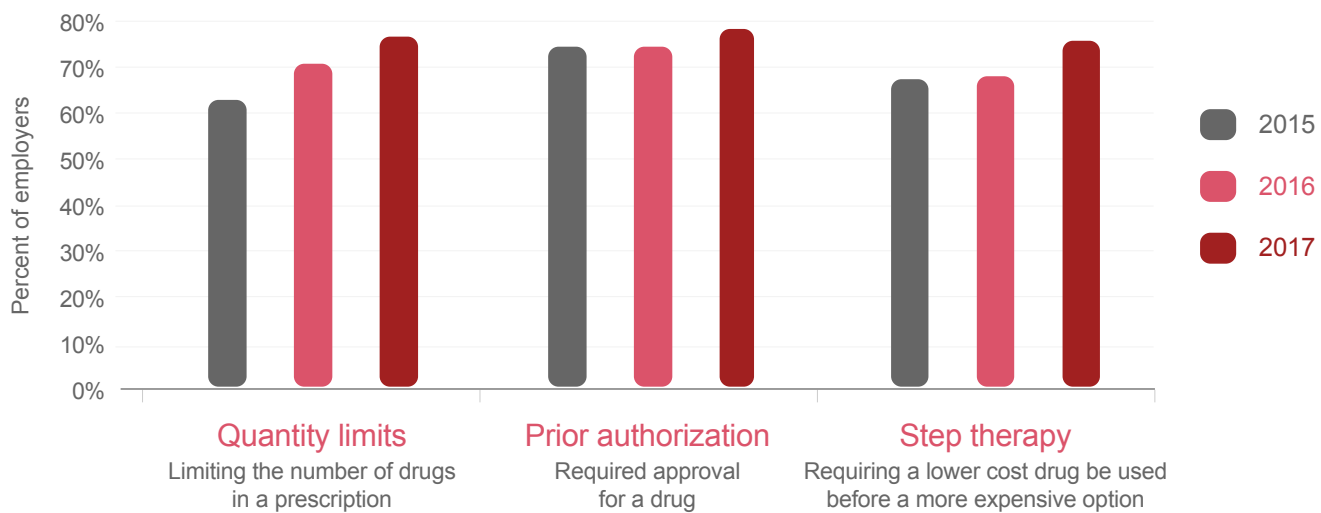 80%
70%
60%
50%
40%
30%
20%
10%
0%
Percent of employers
2015
2016
2017
Quantity limits
Limiting the number of drugs
in a prescription
Prior authorization
Required approval
for a drug
Step therapy
Requiring a lower cost drug be used
before a more expensive option